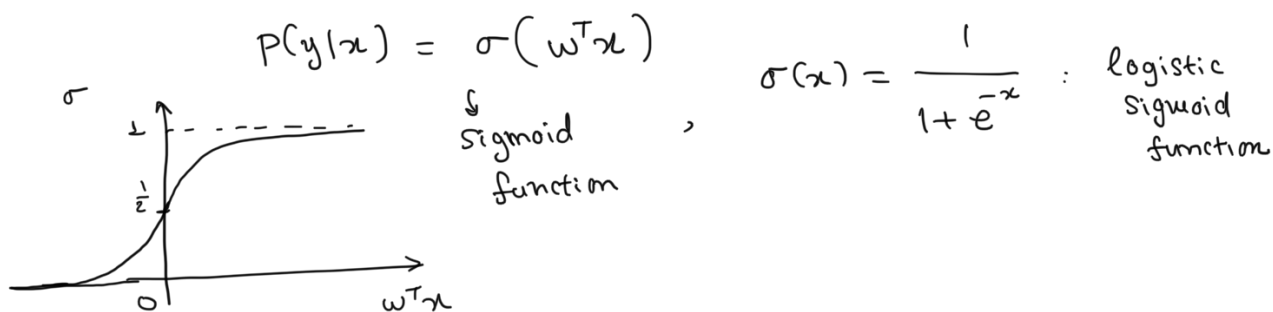 P(y|x) = σ(wᵀx)
↓
sigmoid
function
,
σ(x) = 1 / (1 + e⁻ˣ) : logistic
sigmoid
function
σ
1
1/2
0
wᵀx